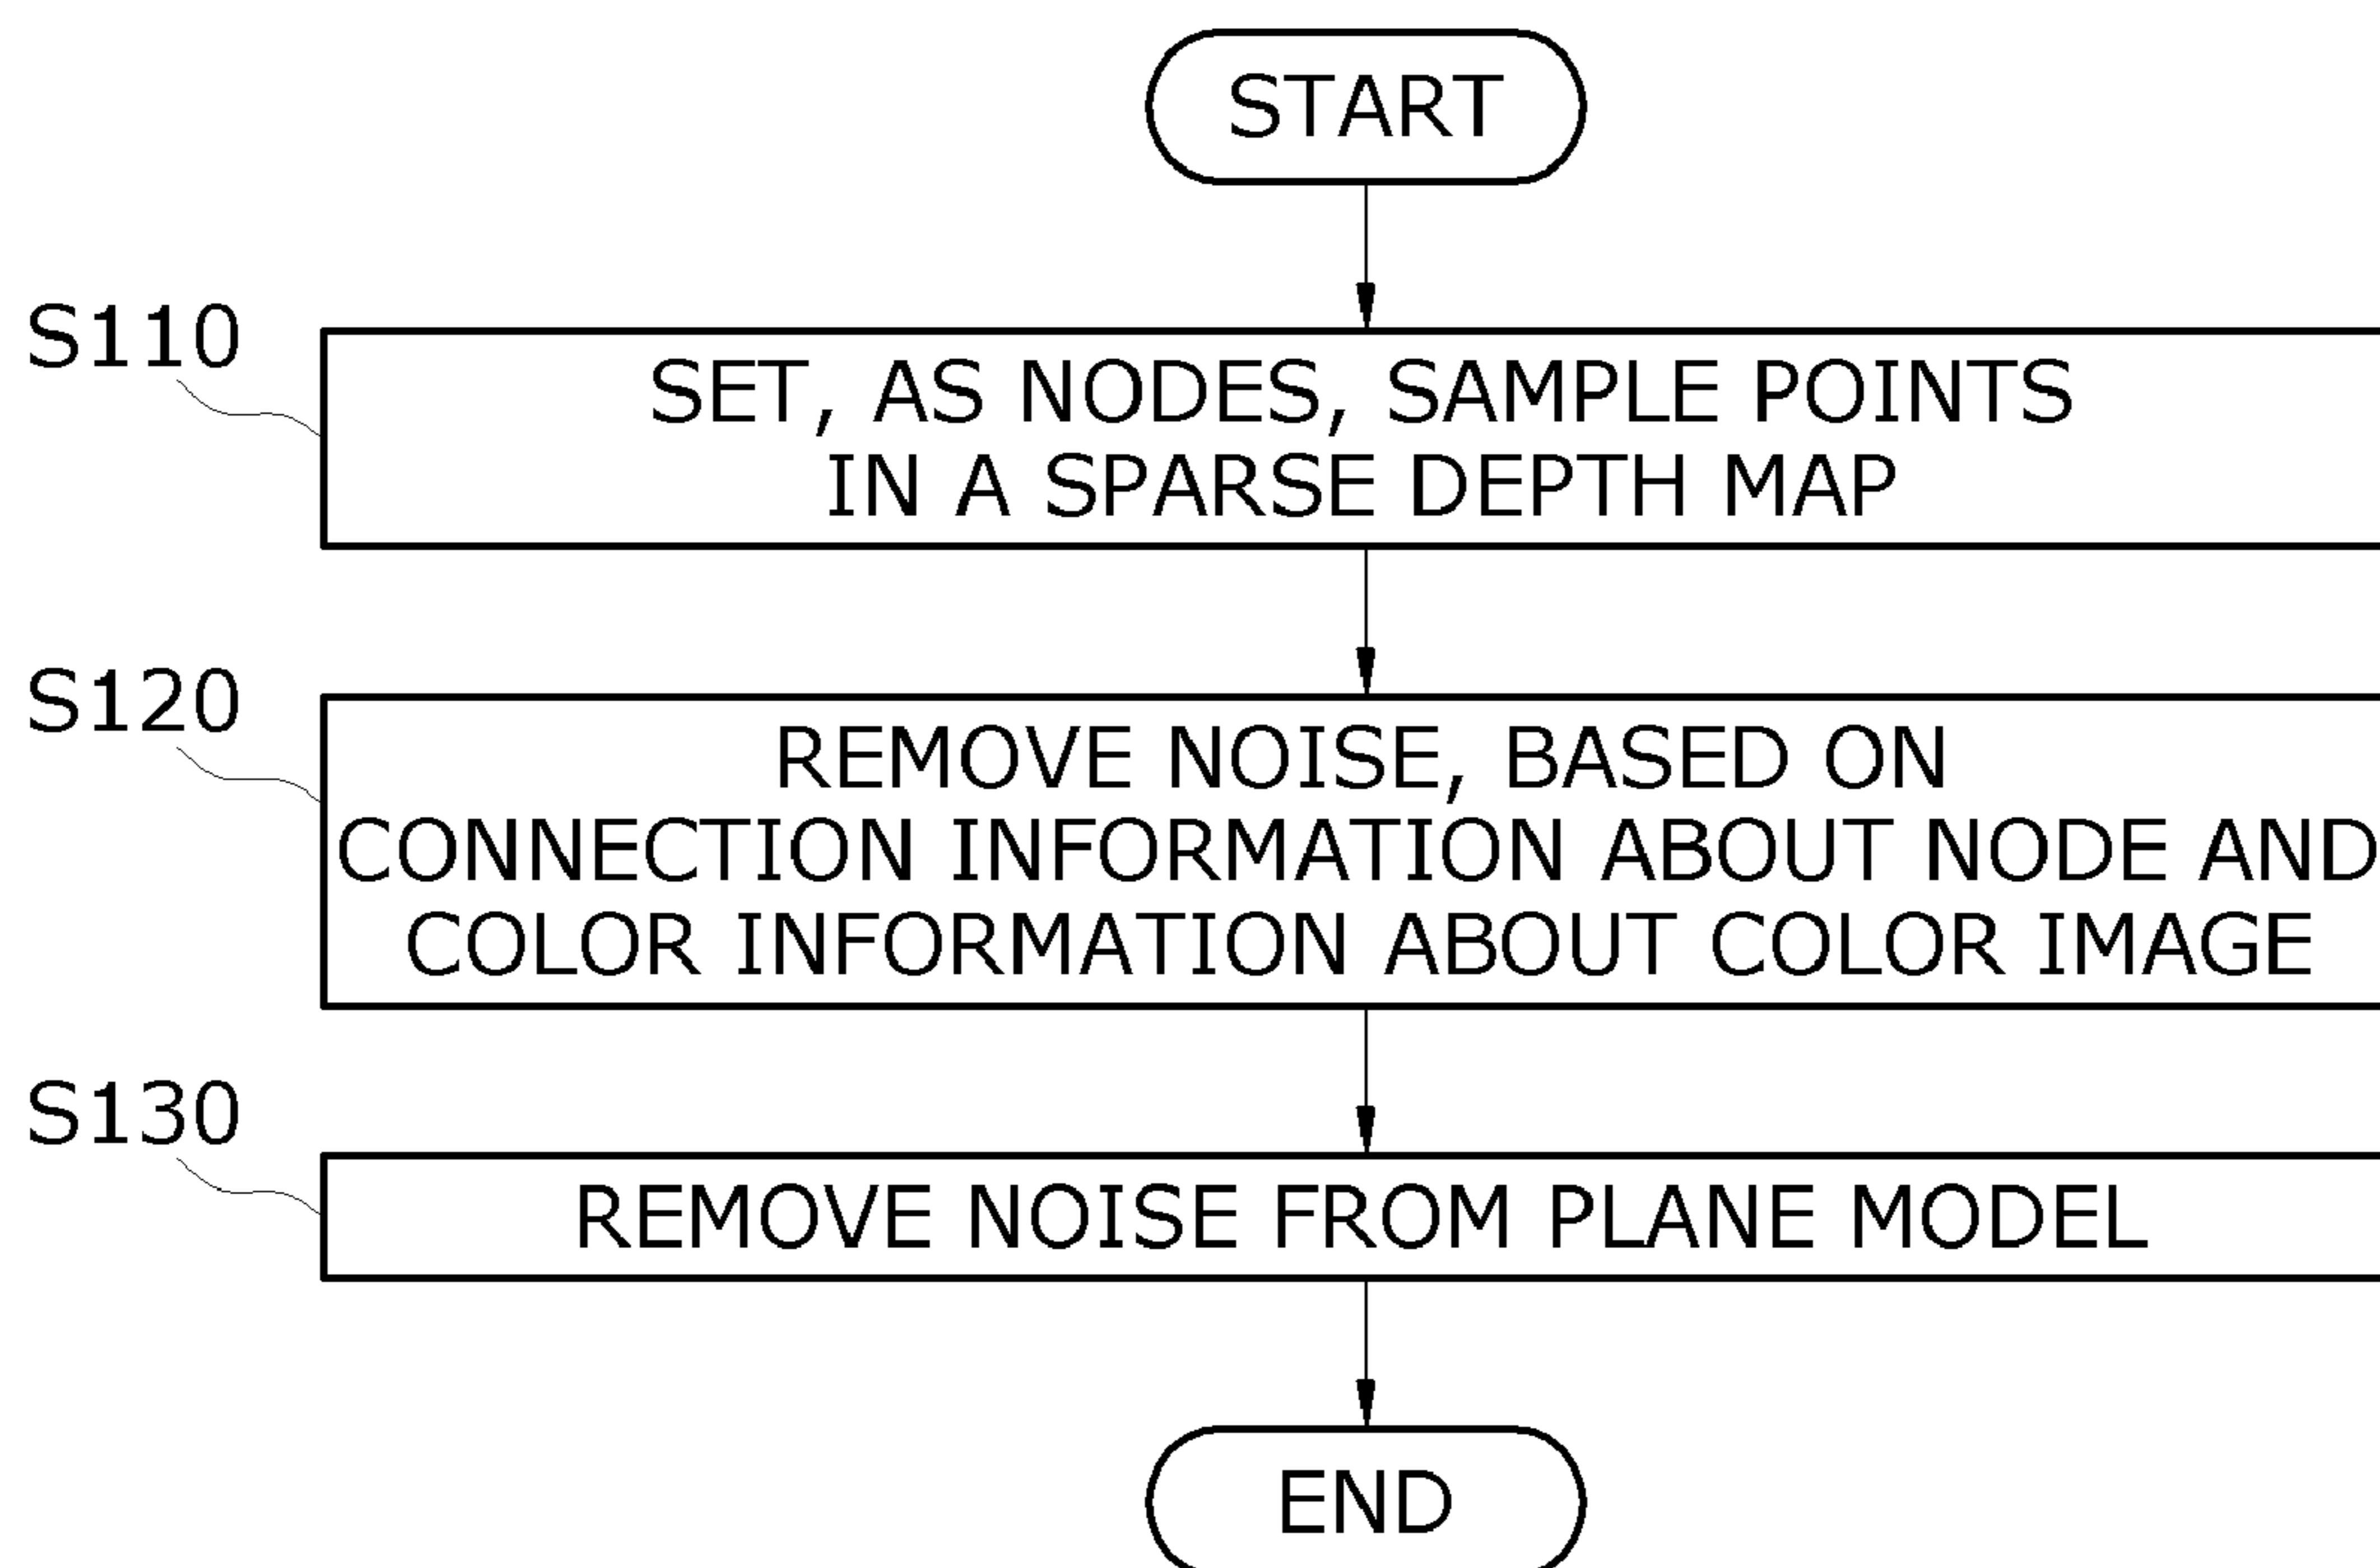 START
S110
SET, AS NODES, SAMPLE POINTS
IN A SPARSE DEPTH MAP
S120
REMOVE NOISE, BASED ON
CONNECTION INFORMATION ABOUT NODE AND
COLOR INFORMATION ABOUT COLOR IMAGE
S130
REMOVE NOISE FROM PLANE MODEL
END